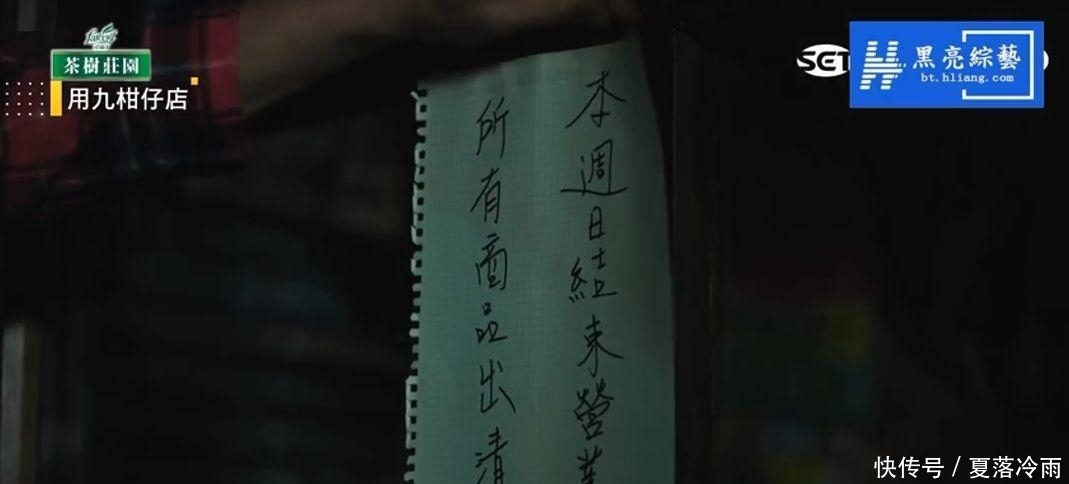 茶樹莊園
用九柑仔店
SET
黑亮綜藝
bt.hliang.com
本週日結束營業
所有商品出清
快传号 / 夏落冷雨